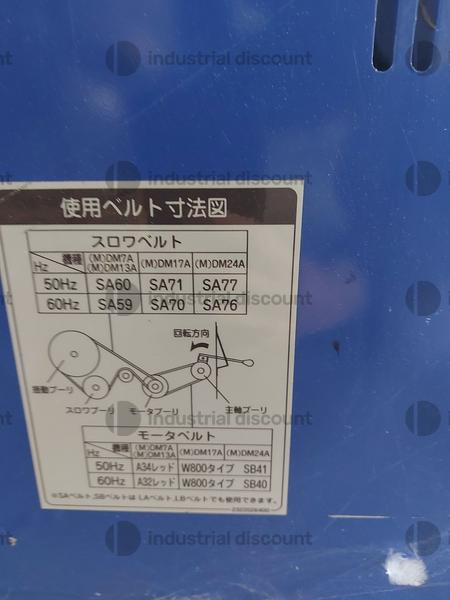 industrial discount
industrial discount
使用ベルト寸法図
スロワベルト
Hz 機種 (M)DM7A (M)DM13A (M)DM17A (M)DM24A
50Hz SA60 SA71 SA77
60Hz SA59 SA70 SA76
industrial discount
回転方向
振動プーリ
スロワプーリ モータプーリ 主軸プーリ
industrial discount
モータベルト
Hz 機種 (M)DM7A (M)DM13A (M)DM17A (M)DM24A
50Hz A34レッド W800タイプ SB41
60Hz A32レッド W800タイプ SB40
※SAベルト,SBベルトは LAベルト,LBベルトでも使用できます。
industrial discount